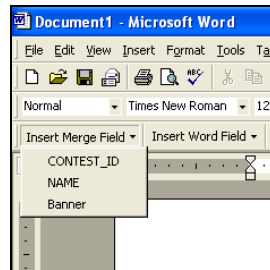 Document1 - Microsoft Word
File Edit View Insert Format Tools Ta
Normal Times New Roman 12
Insert Merge Field Insert Word Field
CONTEST_ID
NAME
Banner